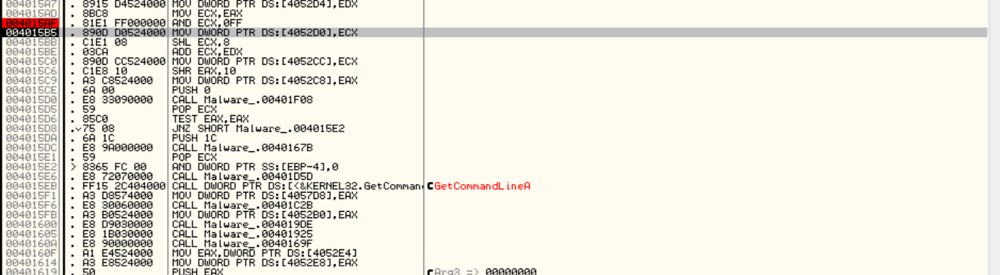 004015A7 . 8915 D4524000 MOV DWORD PTR DS:[4052D4],EDX
004015AD . 8BC8 MOV ECX,EAX
004015AF . 81E1 FF000000 AND ECX,0FF
004015B5 . 890D D0524000 MOV DWORD PTR DS:[4052D0],ECX
004015BB . C1E1 08 SHL ECX,8
004015BE . 03CA ADD ECX,EDX
004015C0 . 890D CC524000 MOV DWORD PTR DS:[4052CC],ECX
004015C6 . C1E8 10 SHR EAX,10
004015C9 . A3 C8524000 MOV DWORD PTR DS:[4052C8],EAX
004015CE . 6A 00 PUSH 0
004015D0 . E8 33090000 CALL Malware_.00401F08
004015D5 . 59 POP ECX
004015D6 . 85C0 TEST EAX,EAX
004015D8 .v 75 08 JNZ SHORT Malware_.004015E2
004015DA . 6A 1C PUSH 1C
004015DC . E8 9A000000 CALL Malware_.0040167B
004015E1 . 59 POP ECX
004015E2 > 8365 FC 00 AND DWORD PTR SS:[EBP-4],0
004015E6 . E8 72070000 CALL Malware_.00401D5D
004015EB . FF15 2C404000 CALL DWORD PTR DS:[<&KERNEL32.GetComman GetCommandLineA
004015F1 . A3 D8574000 MOV DWORD PTR DS:[4057D8],EAX
004015F6 . E8 30060000 CALL Malware_.00401C2B
004015FB . A3 B0524000 MOV DWORD PTR DS:[4052B0],EAX
00401600 . E8 D9030000 CALL Malware_.004019DE
00401605 . E8 1B030000 CALL Malware_.00401925
0040160A . E8 90000000 CALL Malware_.0040169F
0040160F . A1 E4524000 MOV EAX,DWORD PTR DS:[4052E4]
00401614 . A3 E8524000 MOV DWORD PTR DS:[4052E8],EAX
00401619 . 50 PUSH EAX Arg3 => 00000000